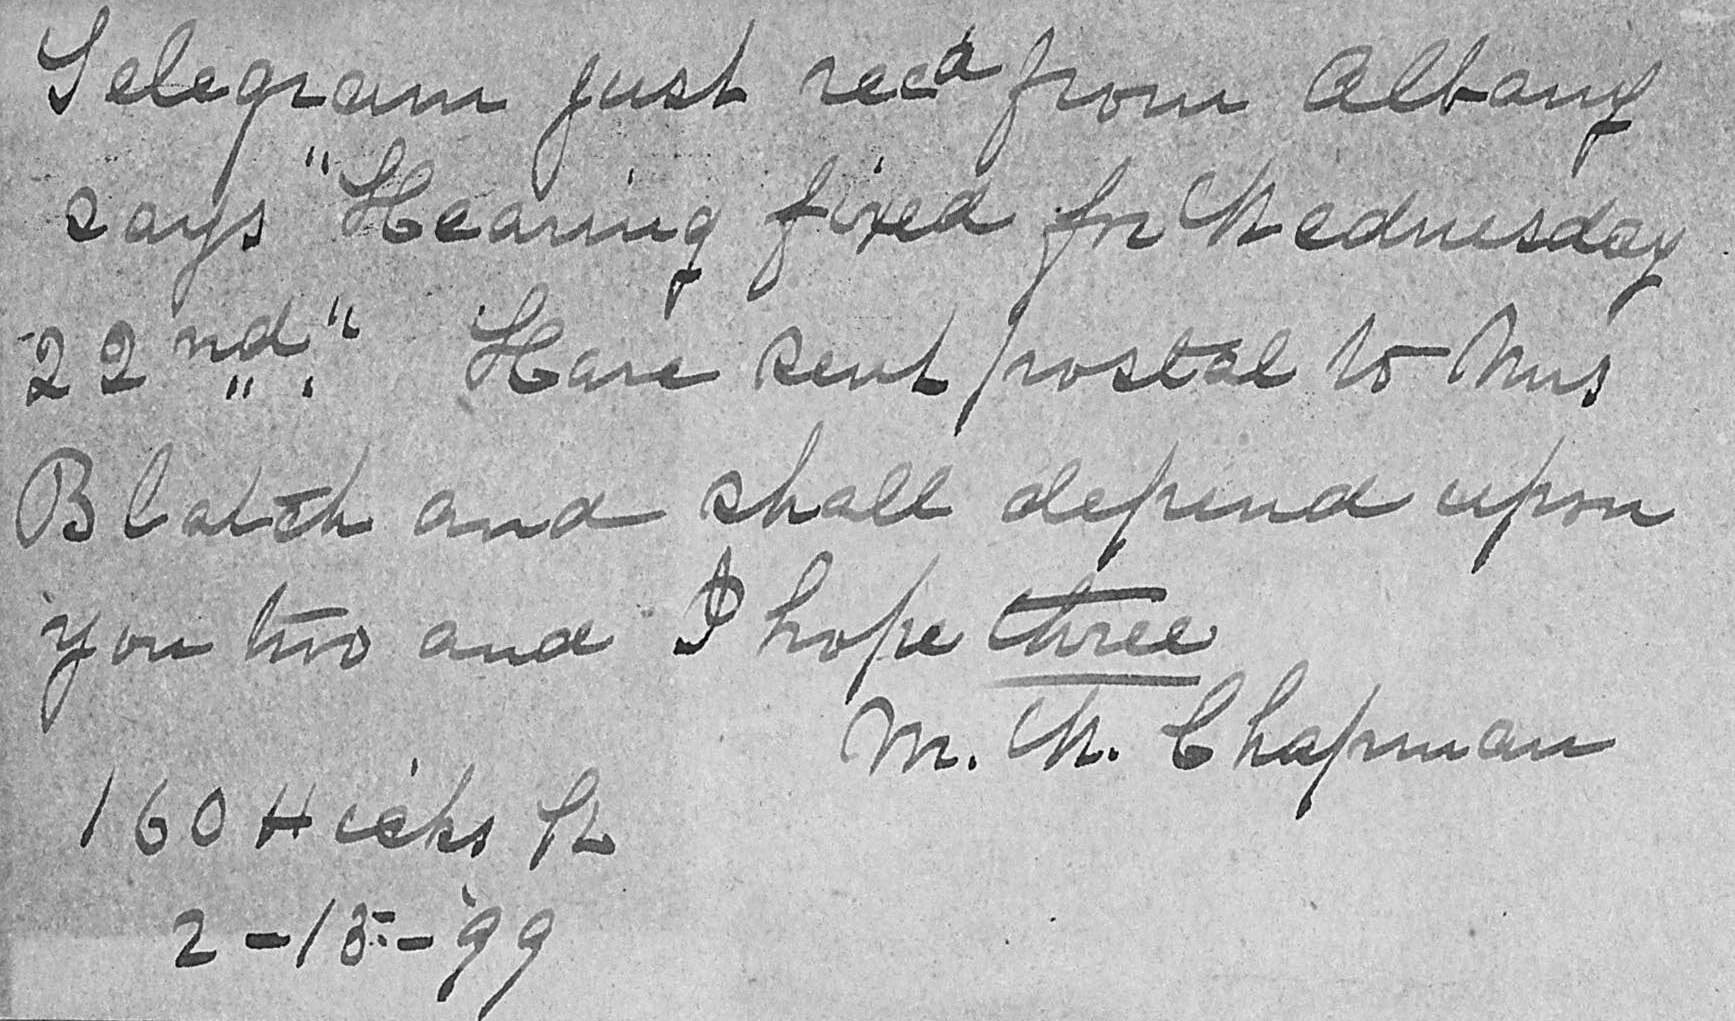 Telegram just recd from Albany
says "Hearing fixed for Wednesday
22nd." Have sent postal to Mrs
Blatch and shall depend upon
you two and I hope three
M. W. Chapman
160 Hicks St
2-15-'99